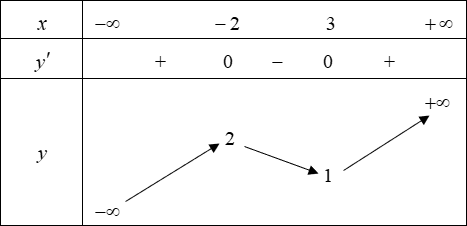 x −∞ −2 3 +∞
y′ + 0 − 0 +
+∞
2
y
1
−∞